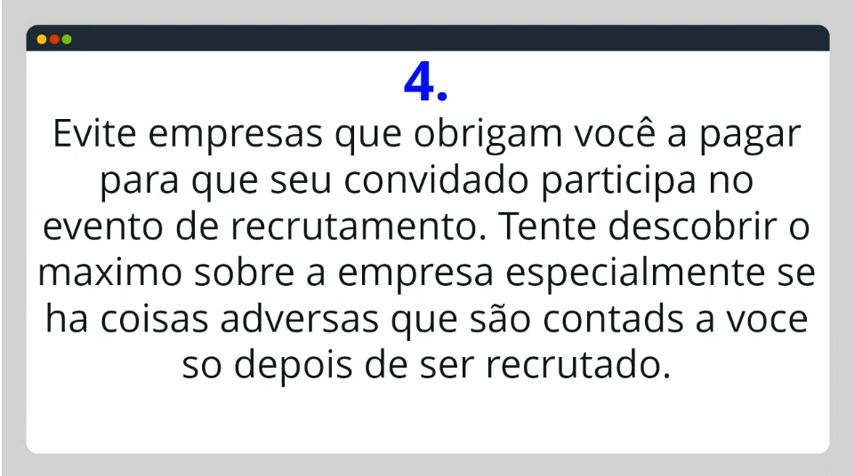 4.
Evite empresas que obrigam você a pagar
para que seu convidado participa no
evento de recrutamento. Tente descobrir o
maximo sobre a empresa especialmente se
ha coisas adversas que são contads a voce
so depois de ser recrutado.